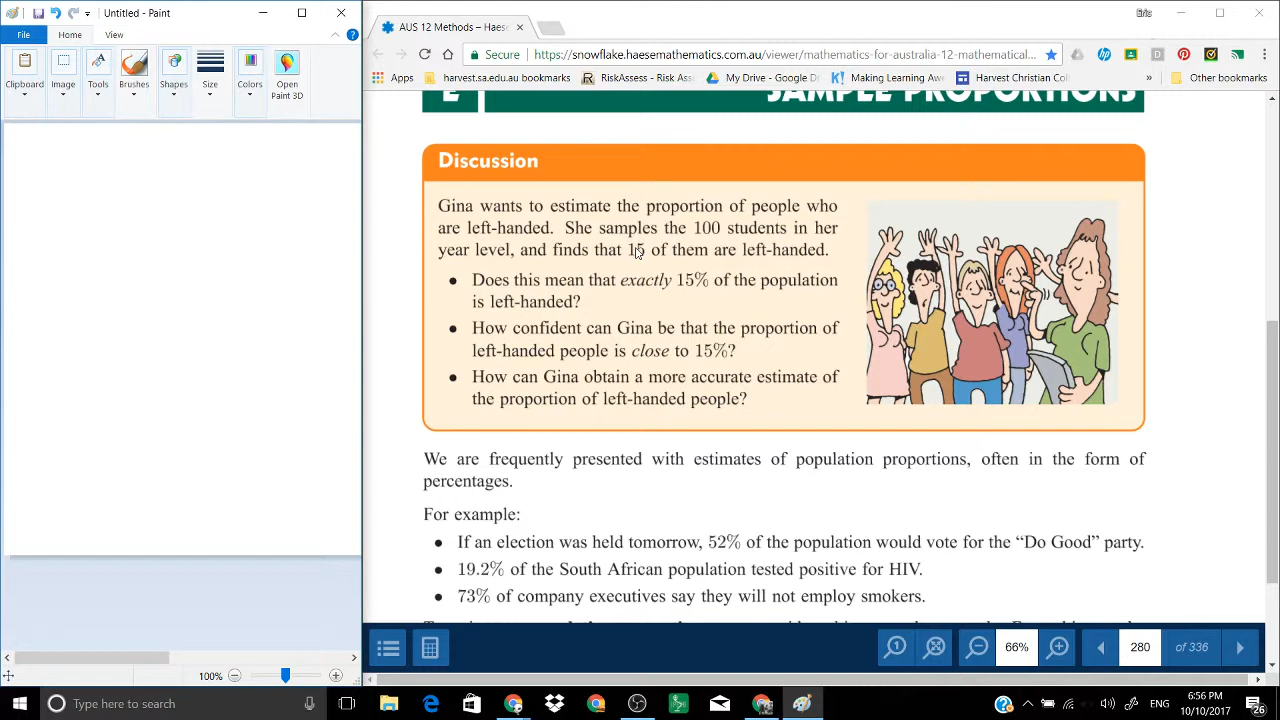 Untitled - Paint
AUS 12 Methods – Haese
Eris
File
Home
View
Secure
https://snowflake.haesemathematics.com/viewer/mathematics-for-australia-12-mathematical...
Clipboard
Image
Tools
Brushes
Shapes
Size
Colors
Open
Paint 3D
Apps
harvest.sa.edu.au bookmarks
RiskAssess - Risk Ass
My Drive - Google D
Making Learning Awe
Harvest Christian Co
»
Other bookmarks
E
SAMPLE PROPORTIONS
Discussion
Gina wants to estimate the proportion of people who
are left-handed. She samples the 100 students in her
year level, and finds that 15 of them are left-handed.
• Does this mean that exactly 15% of the population
is left-handed?
• How confident can Gina be that the proportion of
left-handed people is close to 15%?
• How can Gina obtain a more accurate estimate of
the proportion of left-handed people?
We are frequently presented with estimates of population proportions, often in the form of
percentages.
For example:
• If an election was held tomorrow, 52% of the population would vote for the “Do Good” party.
• 19.2% of the South African population tested positive for HIV.
• 73% of company executives say they will not employ smokers.
66%
280
of 336
100%
Type here to search
ENG
6:56 PM
10/10/2017
26